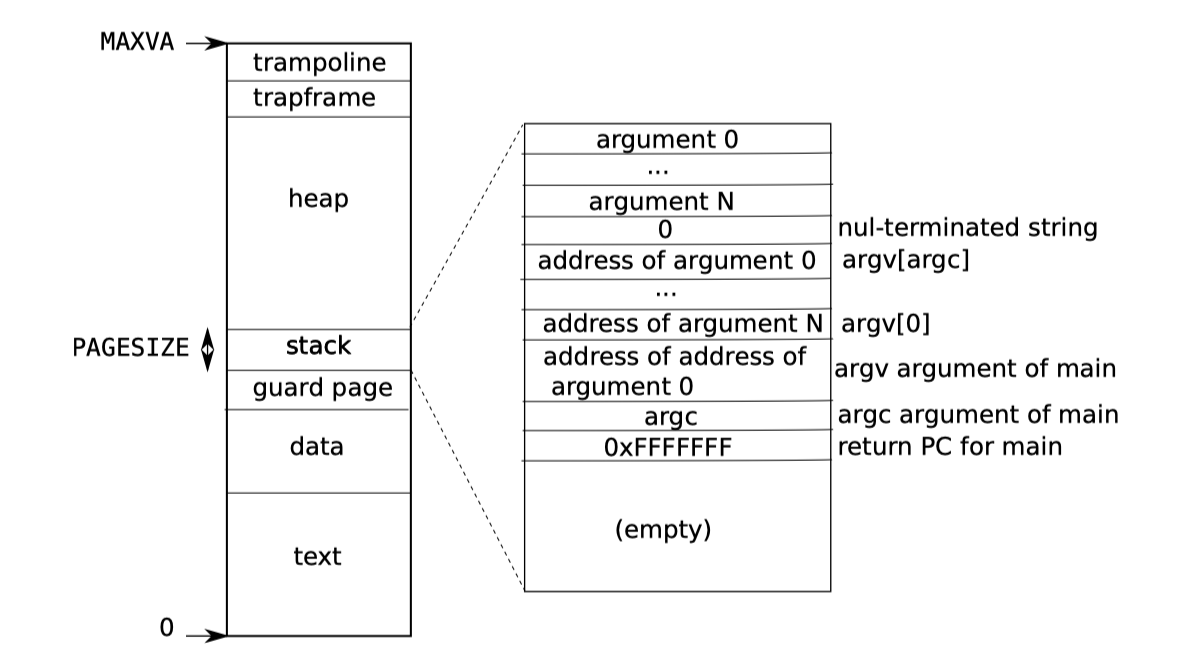 MAXVA
trampoline
trapframe
heap
PAGESIZE
stack
guard page
data
text
0
argument 0
...
argument N
0
nul-terminated string
address of argument 0
argv[argc]
...
address of argument N
argv[0]
address of address of
argument 0
argv argument of main
argc
argc argument of main
0xFFFFFFF
return PC for main
(empty)